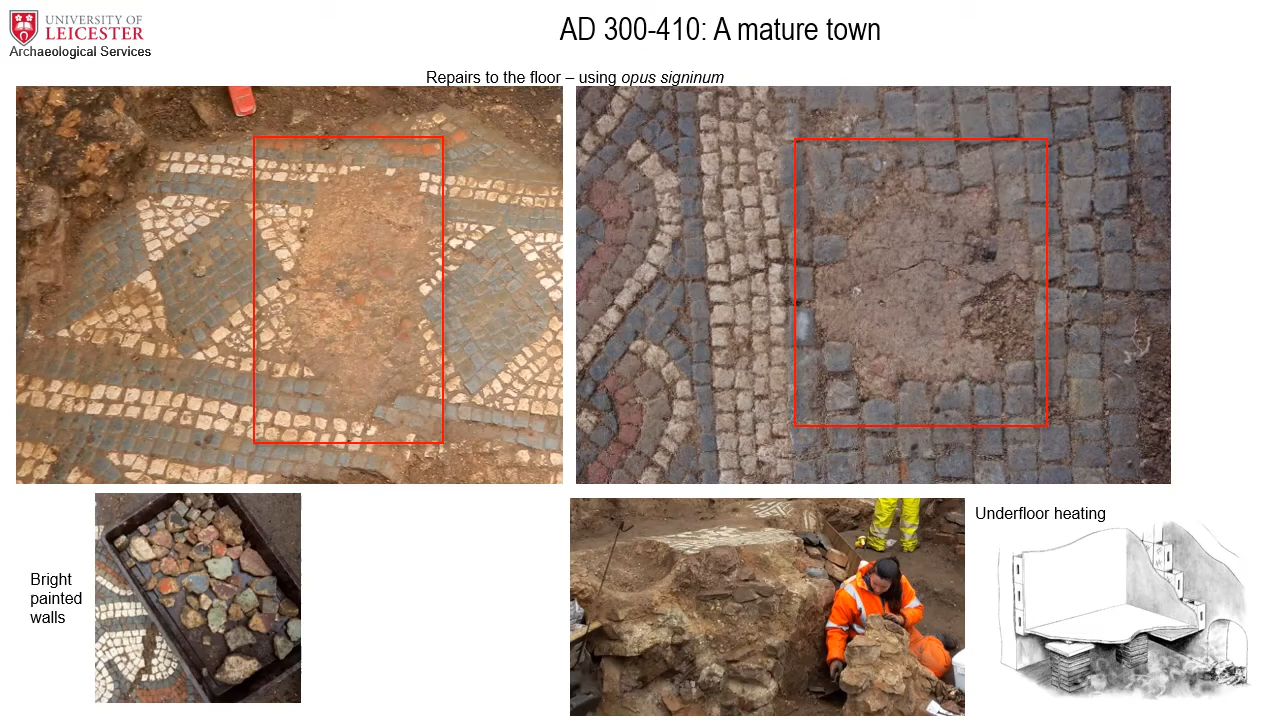 UNIVERSITY OF
LEICESTER
Archaeological Services
AD 300-410: A mature town
Repairs to the floor – using opus signinum
Bright
painted
walls
Underfloor heating